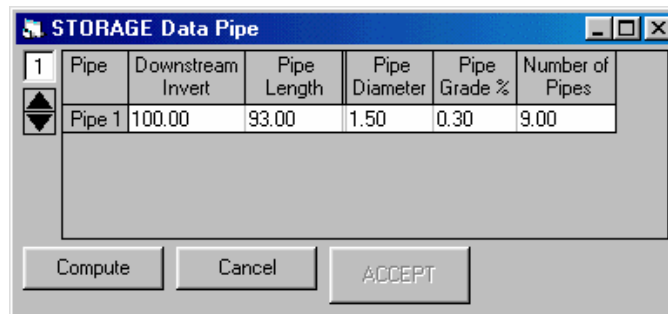 STORAGE Data Pipe
1 Pipe Downstream Invert Pipe Length Pipe Diameter Pipe Grade % Number of Pipes
Pipe 1 100.00 93.00 1.50 0.30 9.00
Compute Cancel ACCEPT